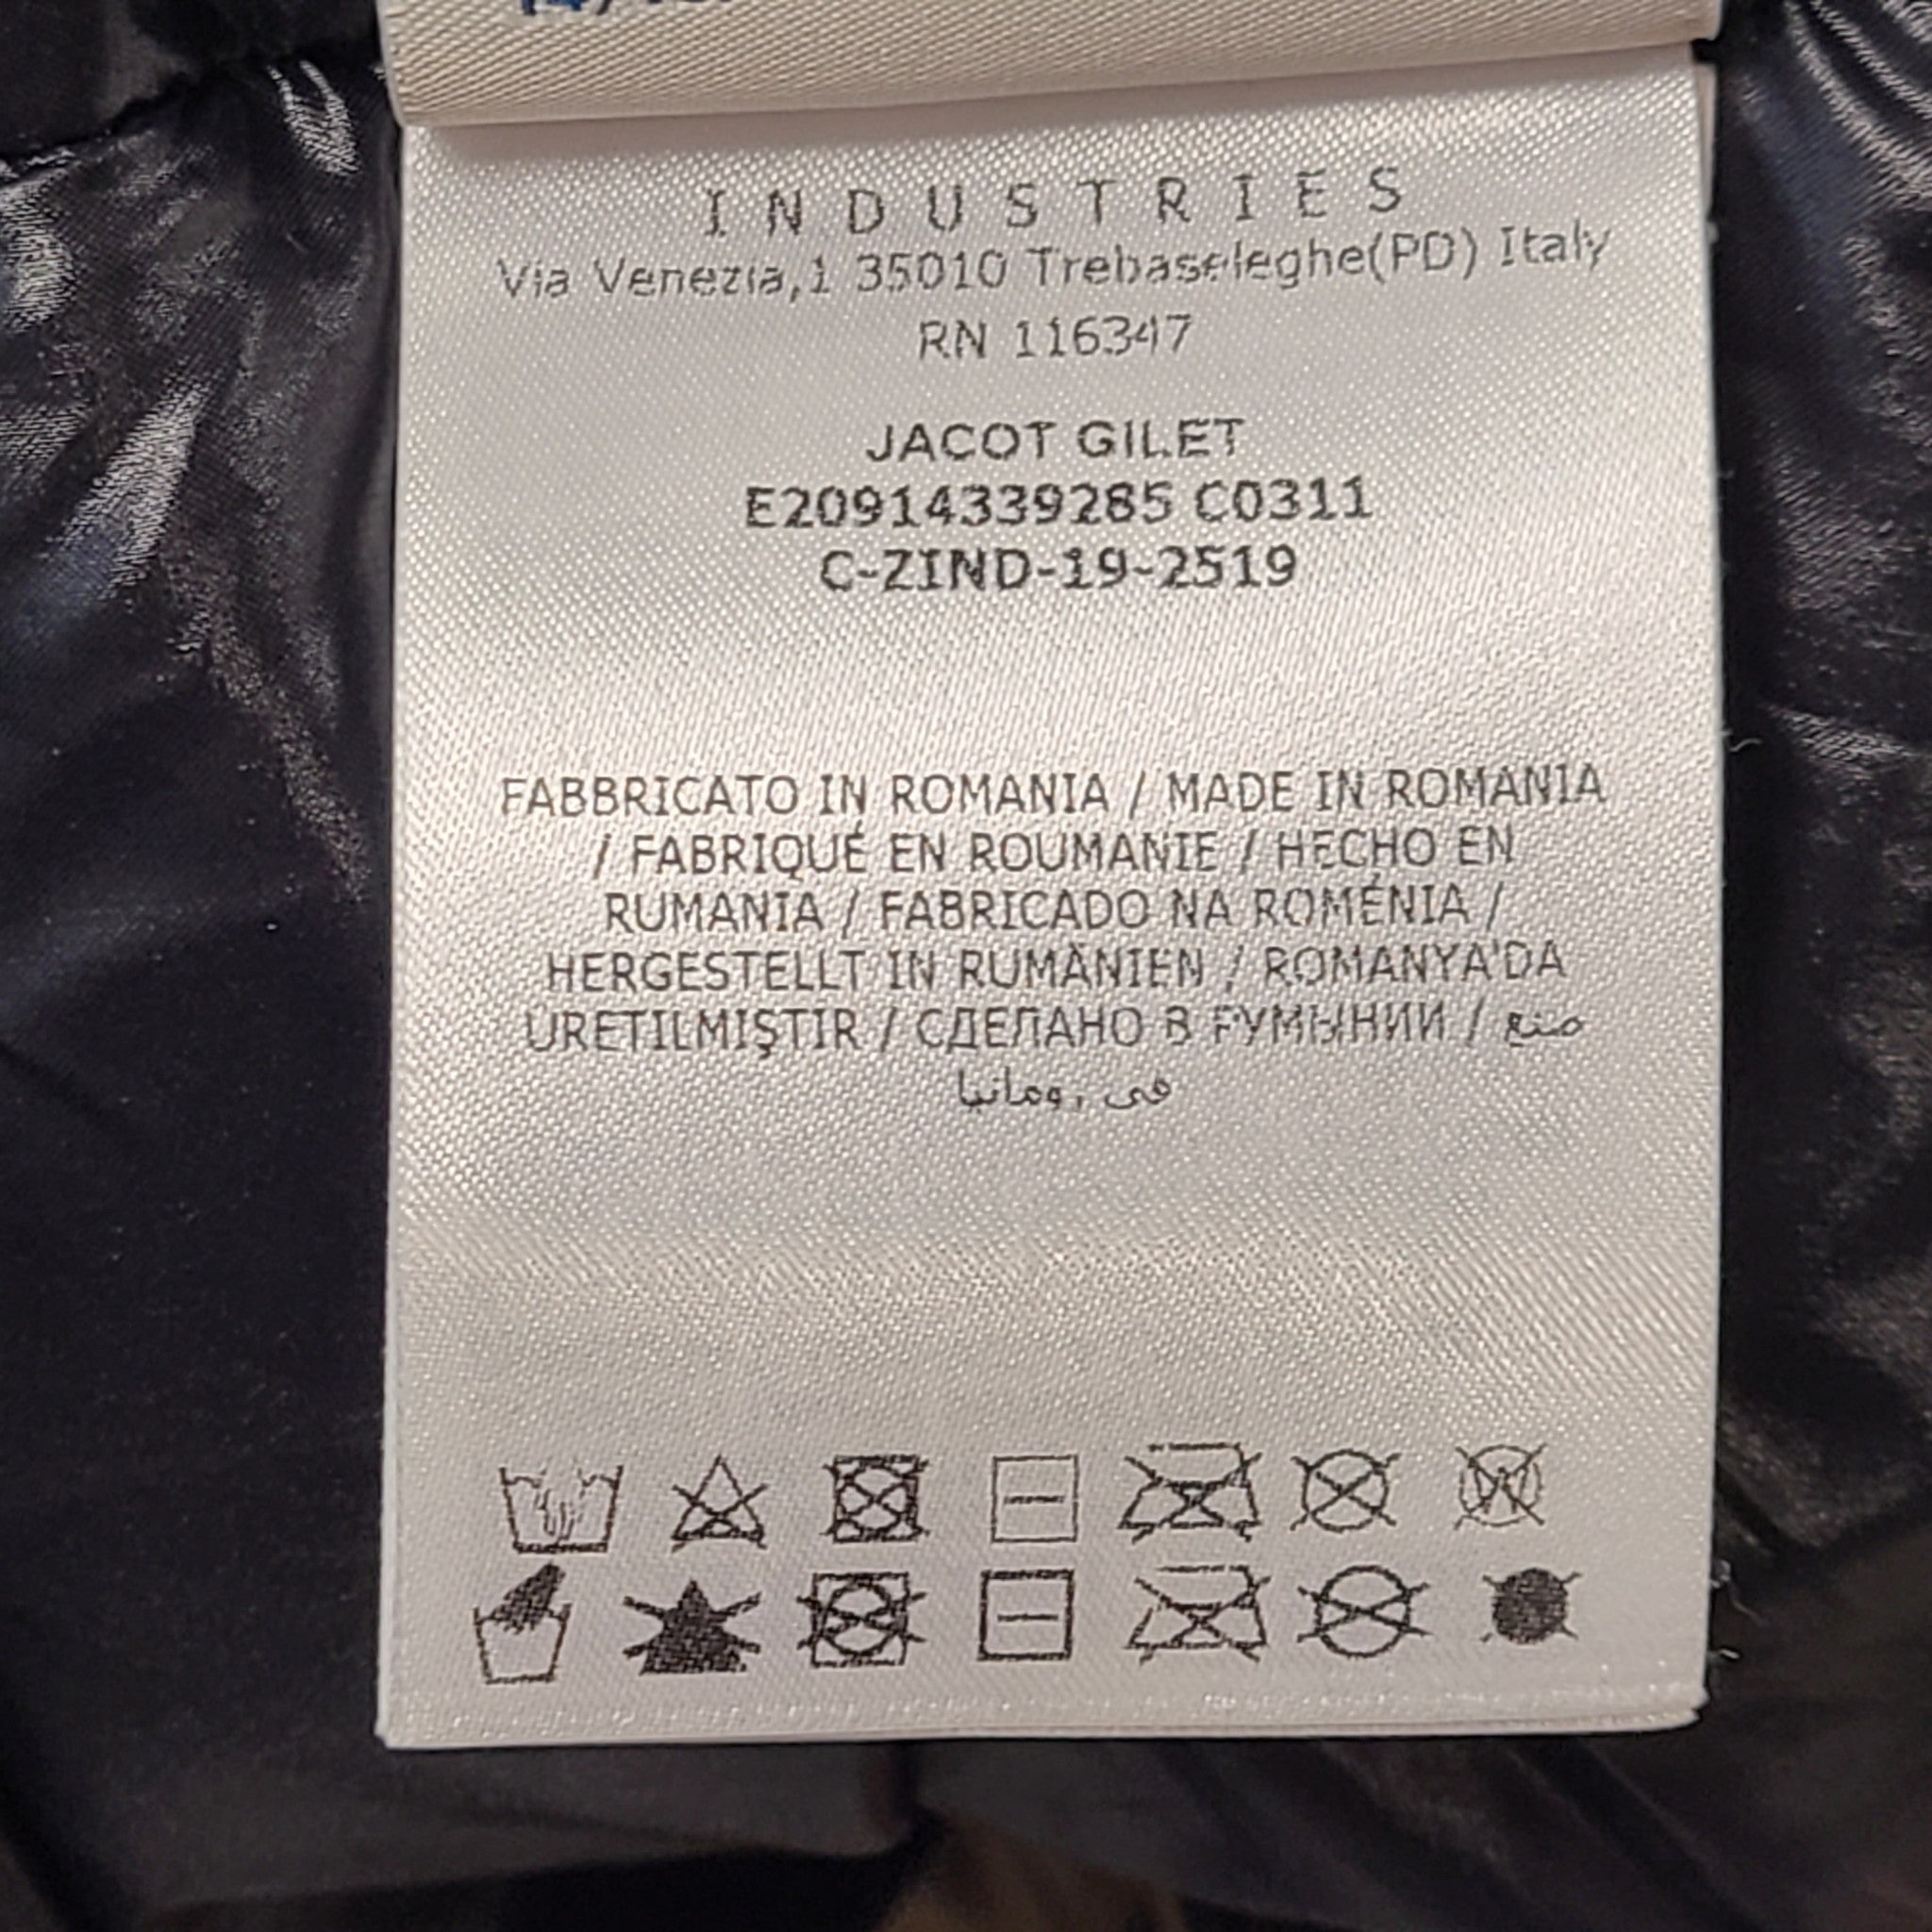 I N D U S T R I E S
Via Venezia,1 35010 Trebaseleghe(PD) Italy
RN 116347
JACOT GILET
E20914339285 C0311
C-ZIND-19-2519
FABBRICATO IN ROMANIA / MADE IN ROMANIA
/ FABRIQUÉ EN ROUMANIE / HECHO EN
RUMANIA / FABRICADO NA ROMÉNIA /
HERGESTELLT IN RUMÄNIEN / ROMANYA'DA
ÜRETILMIŞTIR / СДЕЛАНО В РУМЫНИИ / صنع
في رومانيا